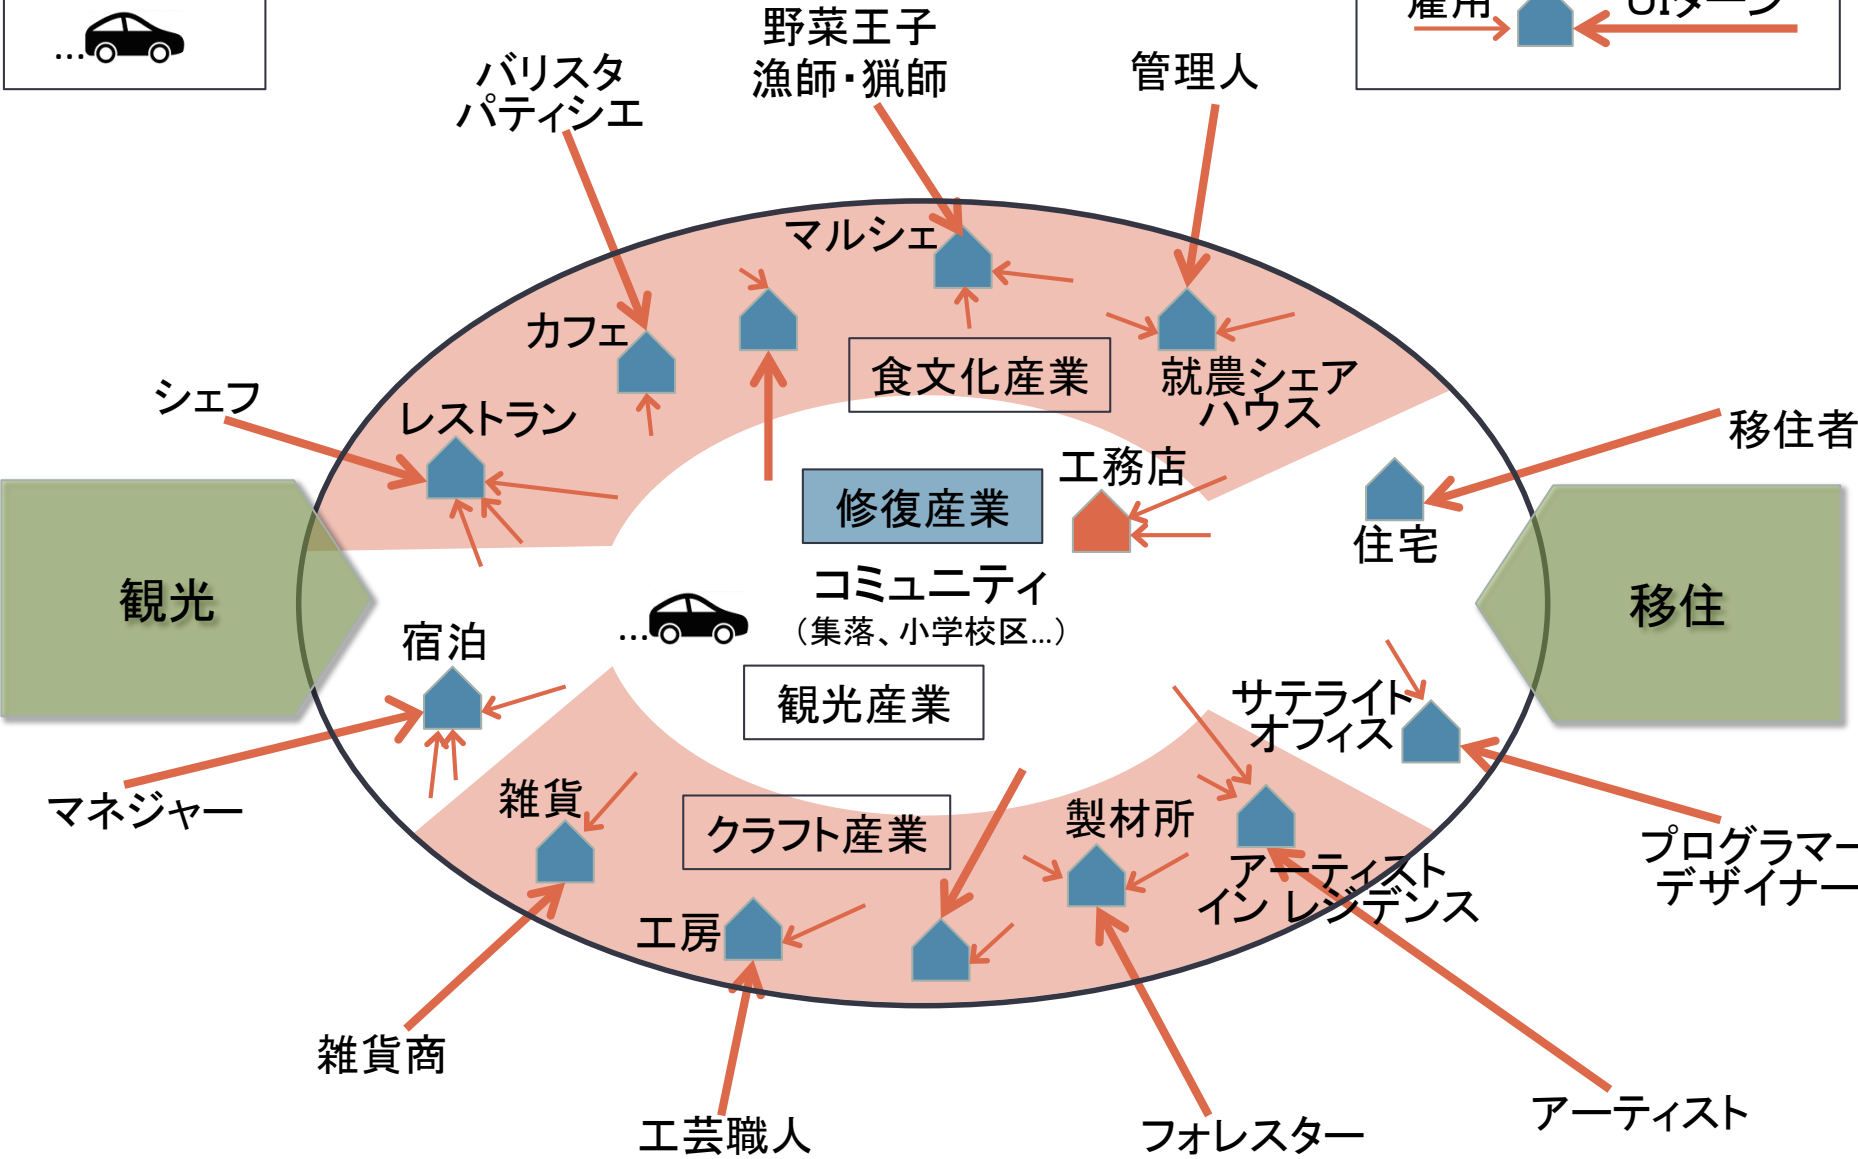 …
雇用
UIターン
野菜王子
漁師・猟師
バリスタ
パティシエ
管理人
マルシェ
カフェ
食文化産業
就農シェア
ハウス
シェフ
レストラン
移住者
工務店
修復産業
住宅
観光
コミュニティ
(集落、小学校区…)
…
移住
宿泊
観光産業
サテライト
オフィス
マネジャー
雑貨
クラフト産業
製材所
プログラマー
デザイナー
アーティスト
イン レジデンス
工房
雑貨商
工芸職人
フォレスター
アーティスト